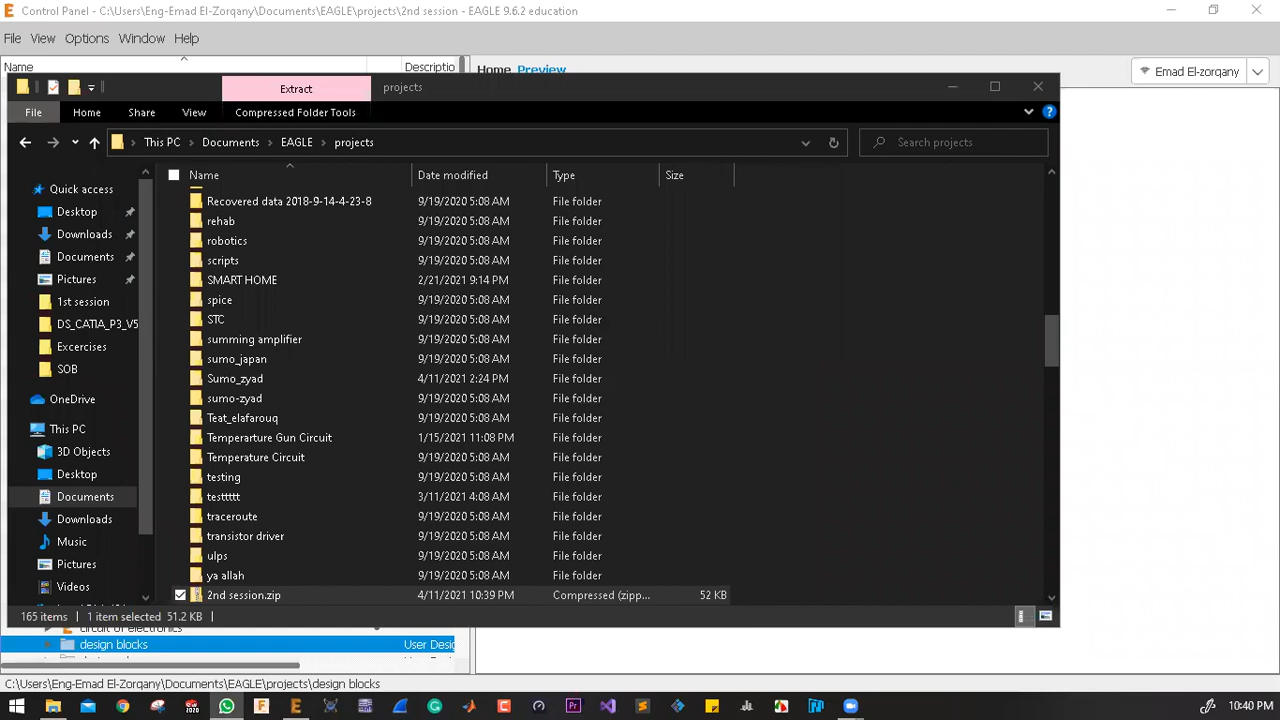 Control Panel - C:\Users\Eng-Emad El-Zorqany\Documents\EAGLE\projects\2nd session - EAGLE 9.6.2 education
File View Options Window Help
Name Descriptio
Home Preview
Emad El-zorqany
Extract projects
File Home Share View Compressed Folder Tools
This PC Documents EAGLE projects Search projects
Name Date modified Type Size
Quick access
Desktop
Downloads
Documents
Pictures
1st session
DS_CATIA_P3_V5
Excercises
SOB
OneDrive
This PC
3D Objects
Desktop
Documents
Downloads
Music
Pictures
Videos
Recovered data 2018-9-14-4-23-8 9/19/2020 5:08 AM File folder
rehab 9/19/2020 5:08 AM File folder
robotics 9/19/2020 5:08 AM File folder
scripts 9/19/2020 5:08 AM File folder
SMART HOME 2/21/2021 9:14 PM File folder
spice 9/19/2020 5:08 AM File folder
STC 9/19/2020 5:08 AM File folder
summing amplifier 9/19/2020 5:08 AM File folder
sumo_japan 9/19/2020 5:08 AM File folder
Sumo_zyad 4/11/2021 2:24 PM File folder
sumo-zyad 9/19/2020 5:08 AM File folder
Teat_elafarouq 9/19/2020 5:08 AM File folder
Temperarture Gun Circuit 1/15/2021 11:08 PM File folder
Temperature Circuit 9/19/2020 5:08 AM File folder
testing 9/19/2020 5:08 AM File folder
testtttt 3/11/2021 4:08 AM File folder
traceroute 9/19/2020 5:08 AM File folder
transistor driver 9/19/2020 5:08 AM File folder
ulps 9/19/2020 5:08 AM File folder
ya allah 9/19/2020 5:08 AM File folder
2nd session.zip 4/11/2021 10:39 PM Compressed (zipp... 52 KB
165 items 1 item selected 51.2 KB
circuit of electronics
design blocks User Desig
C:\Users\Eng-Emad El-Zorqany\Documents\EAGLE\projects\design blocks
10:40 PM